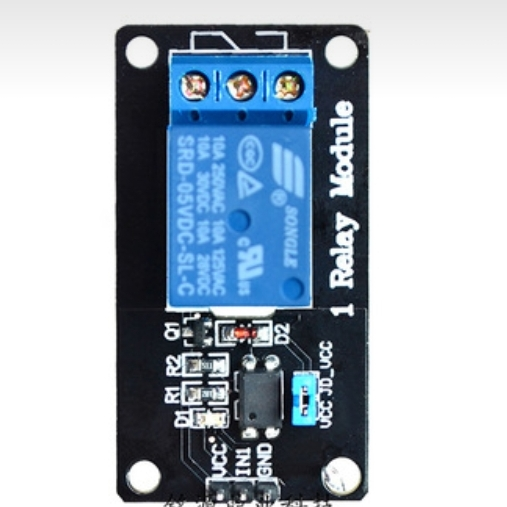 1 Relay Module
SONGLE
®
10A 250VAC 10A 125VAC
10A 30VDC 10A 28VDC
SRD-05VDC-SL-C
Q1
D2
R2
R1
D1
VCC JD_VCC
VCC
IN1
GND